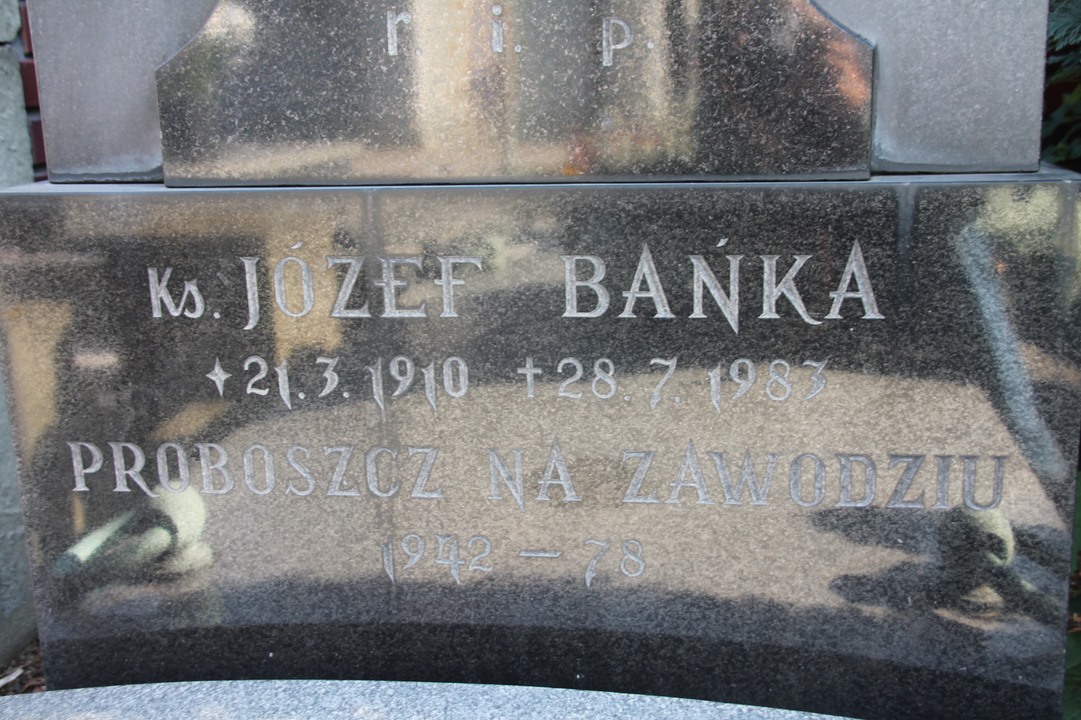 r. i. p.
Ks. JÓZEF BAŃKA
✦21.3.1910 ✝28.7.1983
PROBOSZCZ NA ZAWODZIU
1942 – 78